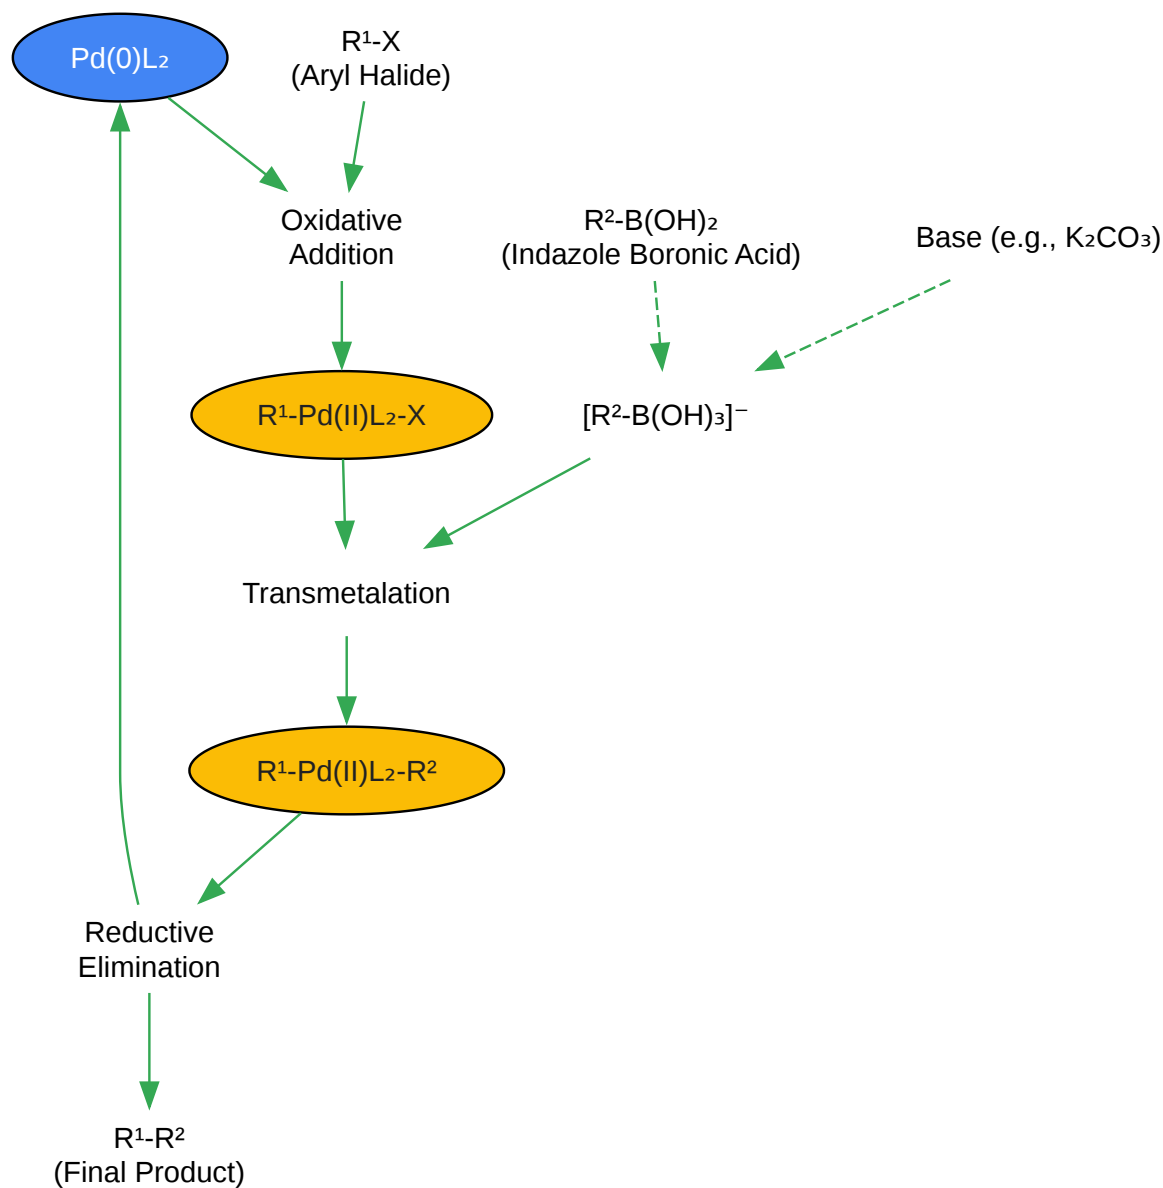 Pd(0)L₂
R¹-X
(Aryl Halide)
Oxidative
Addition
R²-B(OH)₂
(Indazole Boronic Acid)
Base (e.g., K₂CO₃)
R¹-Pd(II)L₂-X
[R²-B(OH)₃]⁻
Transmetalation
R¹-Pd(II)L₂-R²
Reductive
Elimination
R¹-R²
(Final Product)